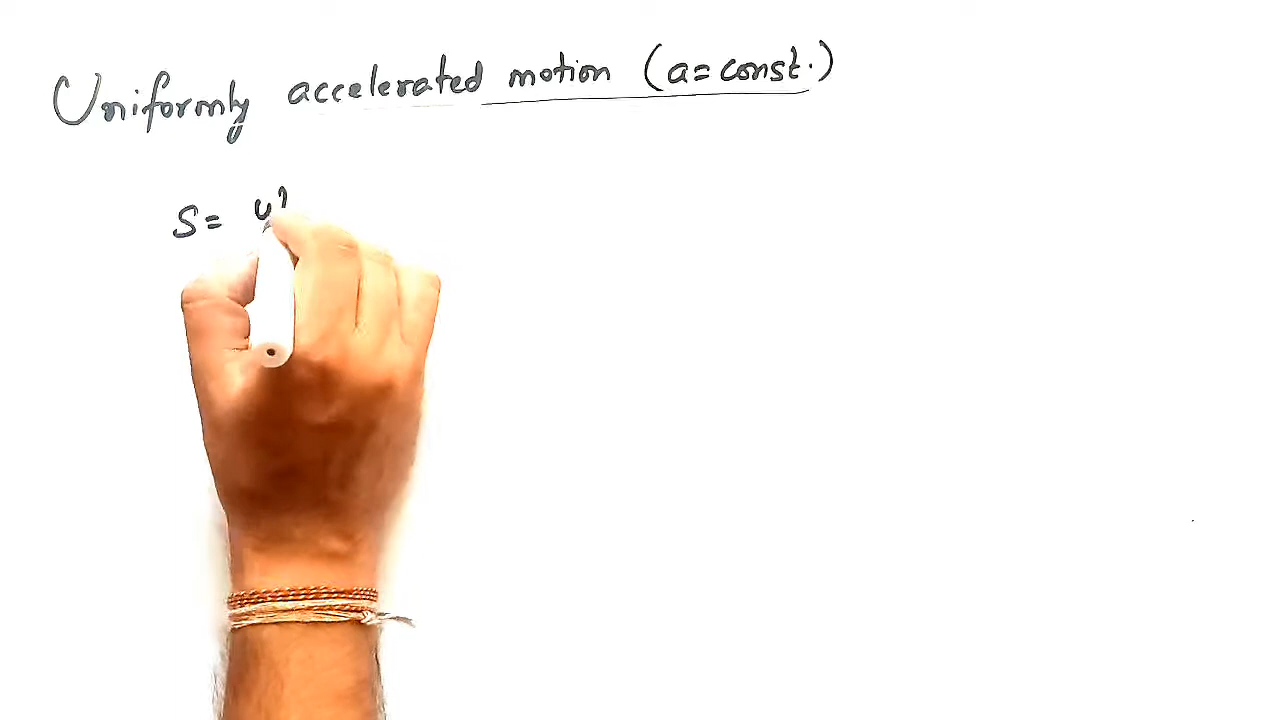 Uniformly accelerated motion (a=const.)
S= u